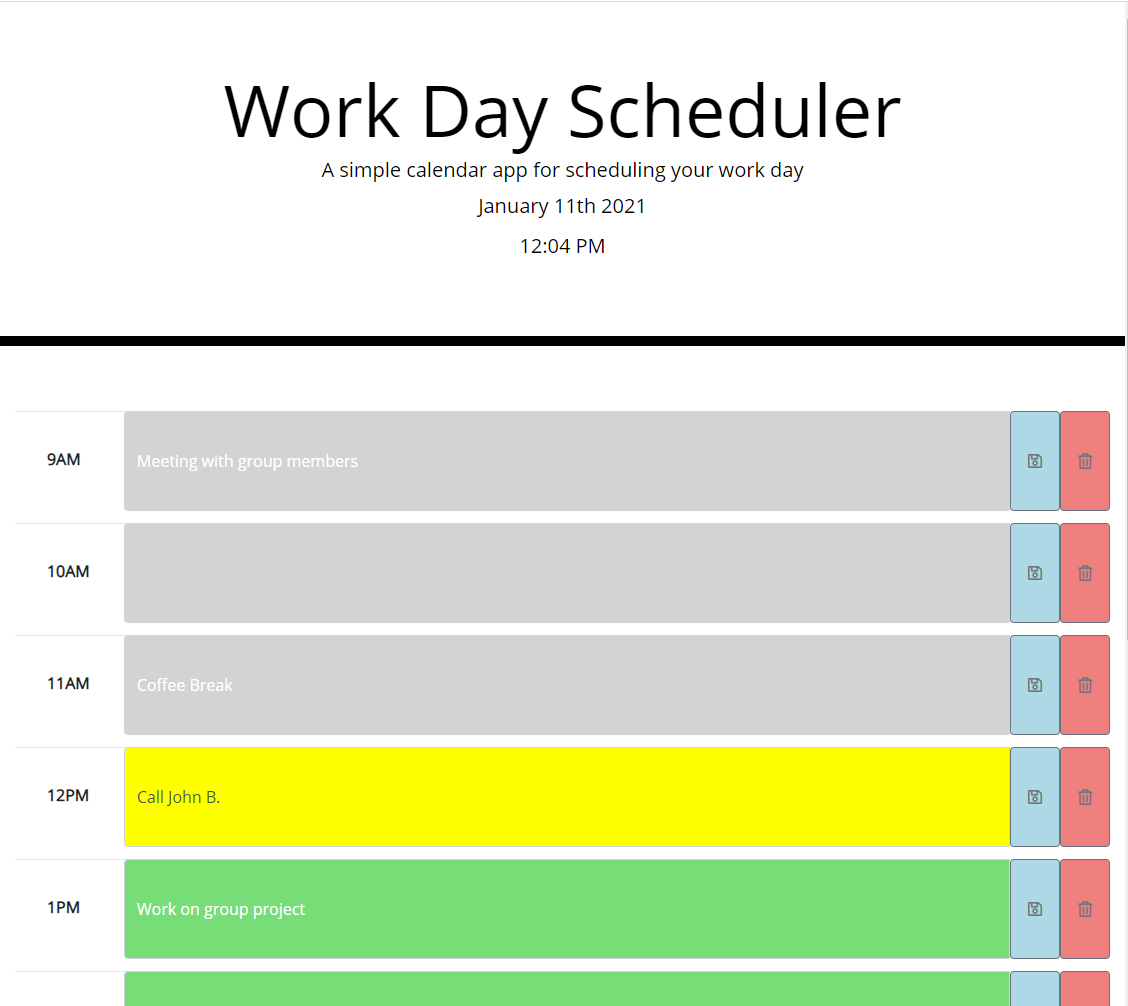 Work Day Scheduler
A simple calendar app for scheduling your work day
January 11th 2021
12:04 PM
9AM
Meeting with group members
10AM
11AM
Coffee Break
12PM
Call John B.
1PM
Work on group project